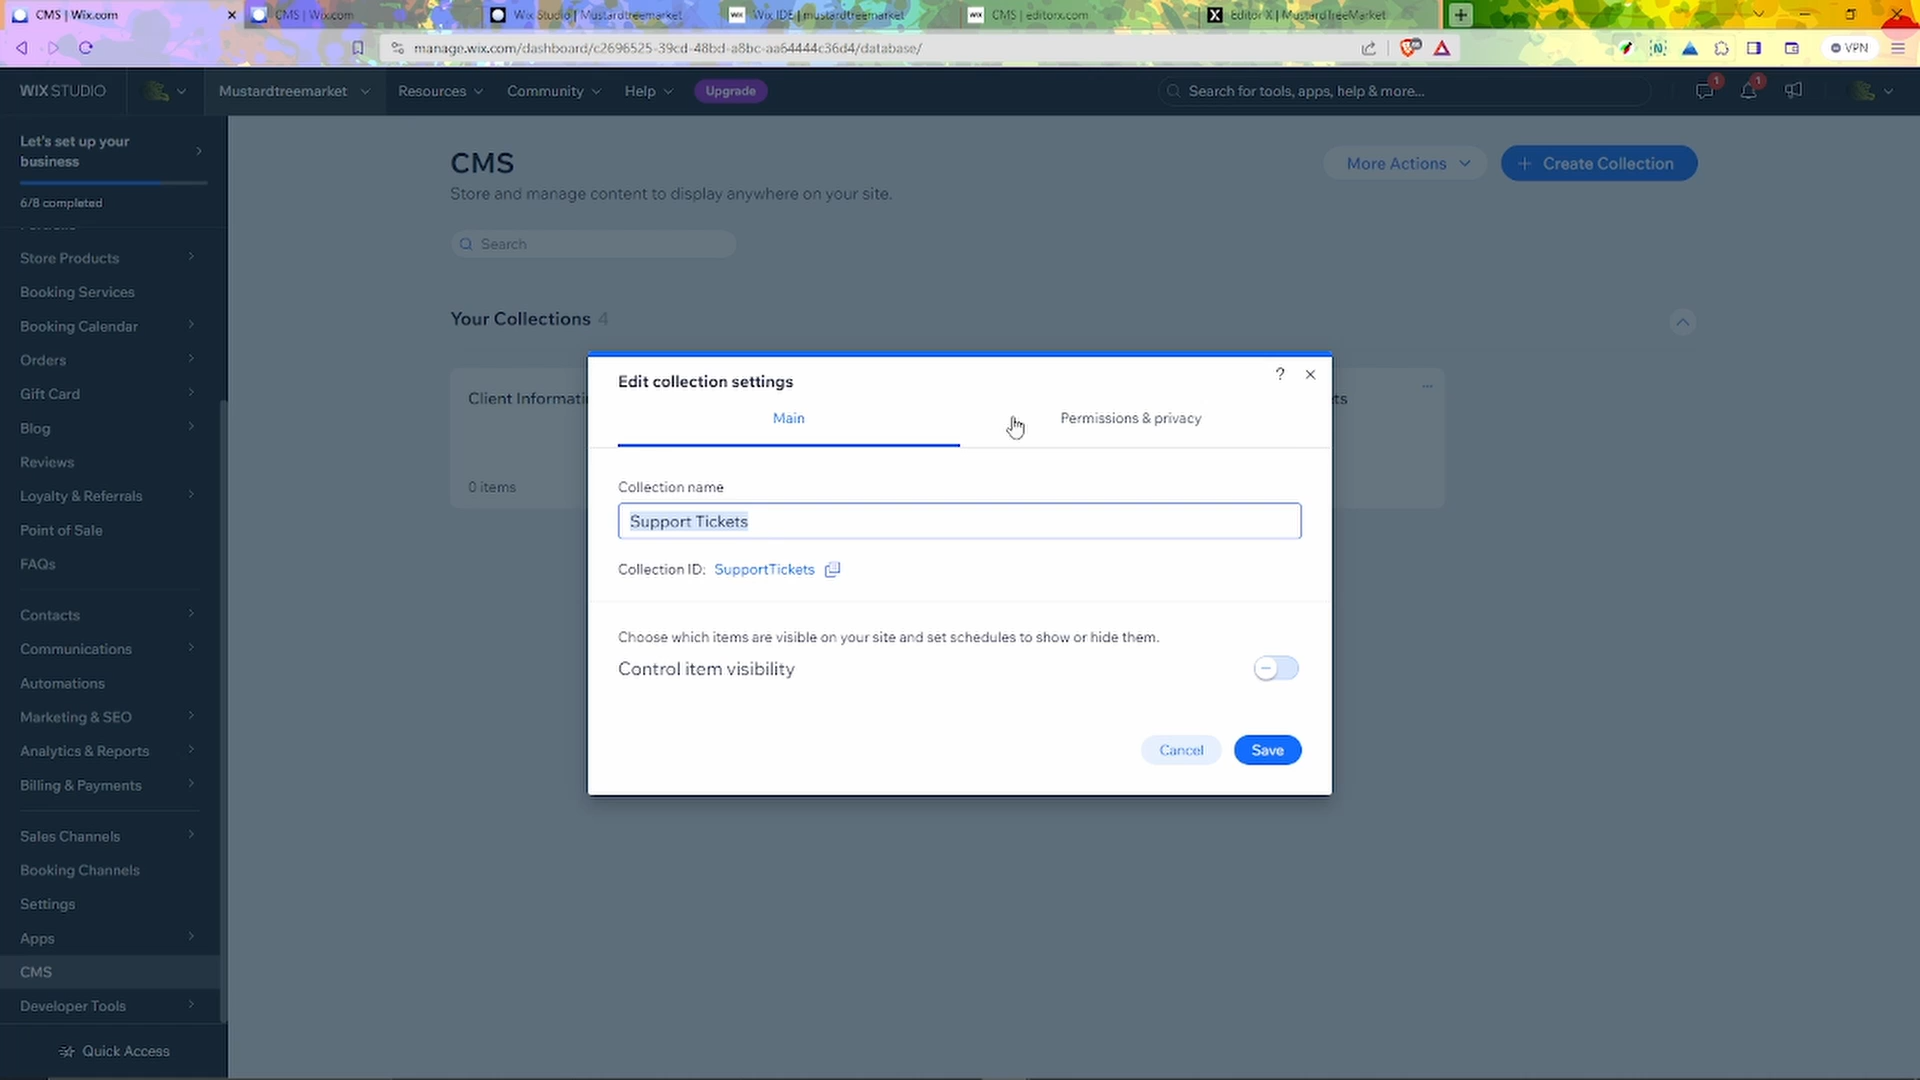 CMS | Wix.com
CMS | Wix.com
Wix Studio | Mustardtreemarket
Wix IDE | mustardtreemarket
CMS | editorx.com
Editor X | MustardTreeMarket
manage.wix.com/dashboard/c2696525-39cd-48bd-a8bc-aa64444c36d4/database/
VPN
WIX STUDIO
Mustardtreemarket
Resources
Community
Help
Upgrade
Search for tools, apps, help & more...
1
1
Let's set up your
business
6/8 completed
Store Products
Booking Services
Booking Calendar
Orders
Gift Card
Blog
Reviews
Loyalty & Referrals
Point of Sale
FAQs
Contacts
Communications
Automations
Marketing & SEO
Analytics & Reports
Billing & Payments
Sales Channels
Booking Channels
Settings
Apps
CMS
Developer Tools
Quick Access
CMS
Store and manage content to display anywhere on your site.
More Actions
+ Create Collection
Search
Your Collections 4
Client Informati
0 items
ts
Edit collection settings
?
Main
Permissions & privacy
Collection name
Support Tickets
Collection ID: SupportTickets
Choose which items are visible on your site and set schedules to show or hide them.
Control item visibility
Cancel
Save